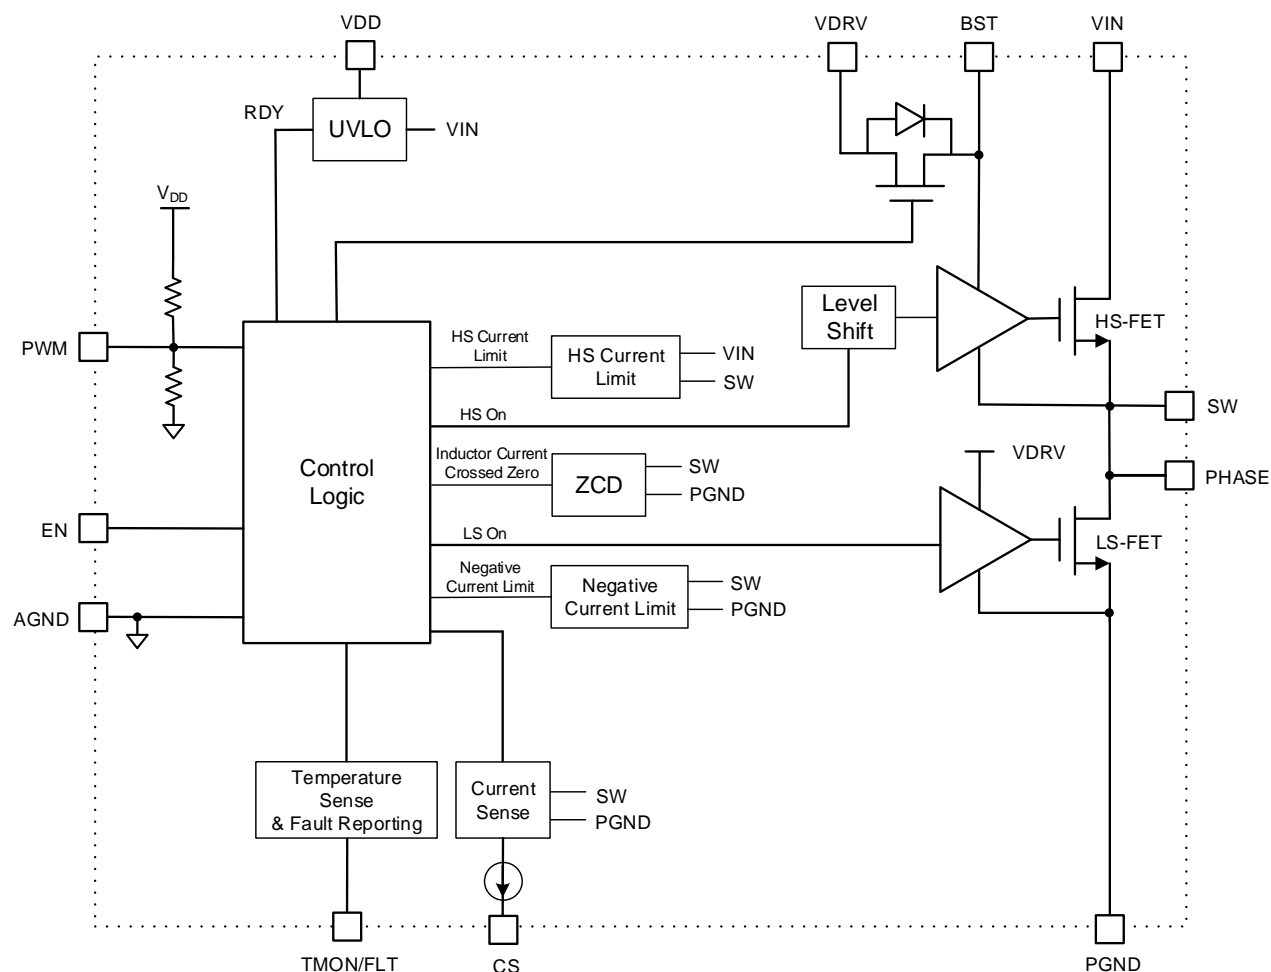 VDD
VDRV
BST
VIN
RDY
UVLO
VIN
VDD
Level
Shift
HS-FET
PWM
HS Current
Limit
HS Current
Limit
VIN
SW
HS On
SW
Control
Logic
Inductor Current
Crossed Zero
ZCD
SW
PGND
VDRV
PHASE
EN
LS On
LS-FET
Negative
Current Limit
Negative
Current Limit
SW
PGND
AGND
Temperature
Sense
& Fault Reporting
Current
Sense
SW
PGND
TMON/FLT
CS
PGND